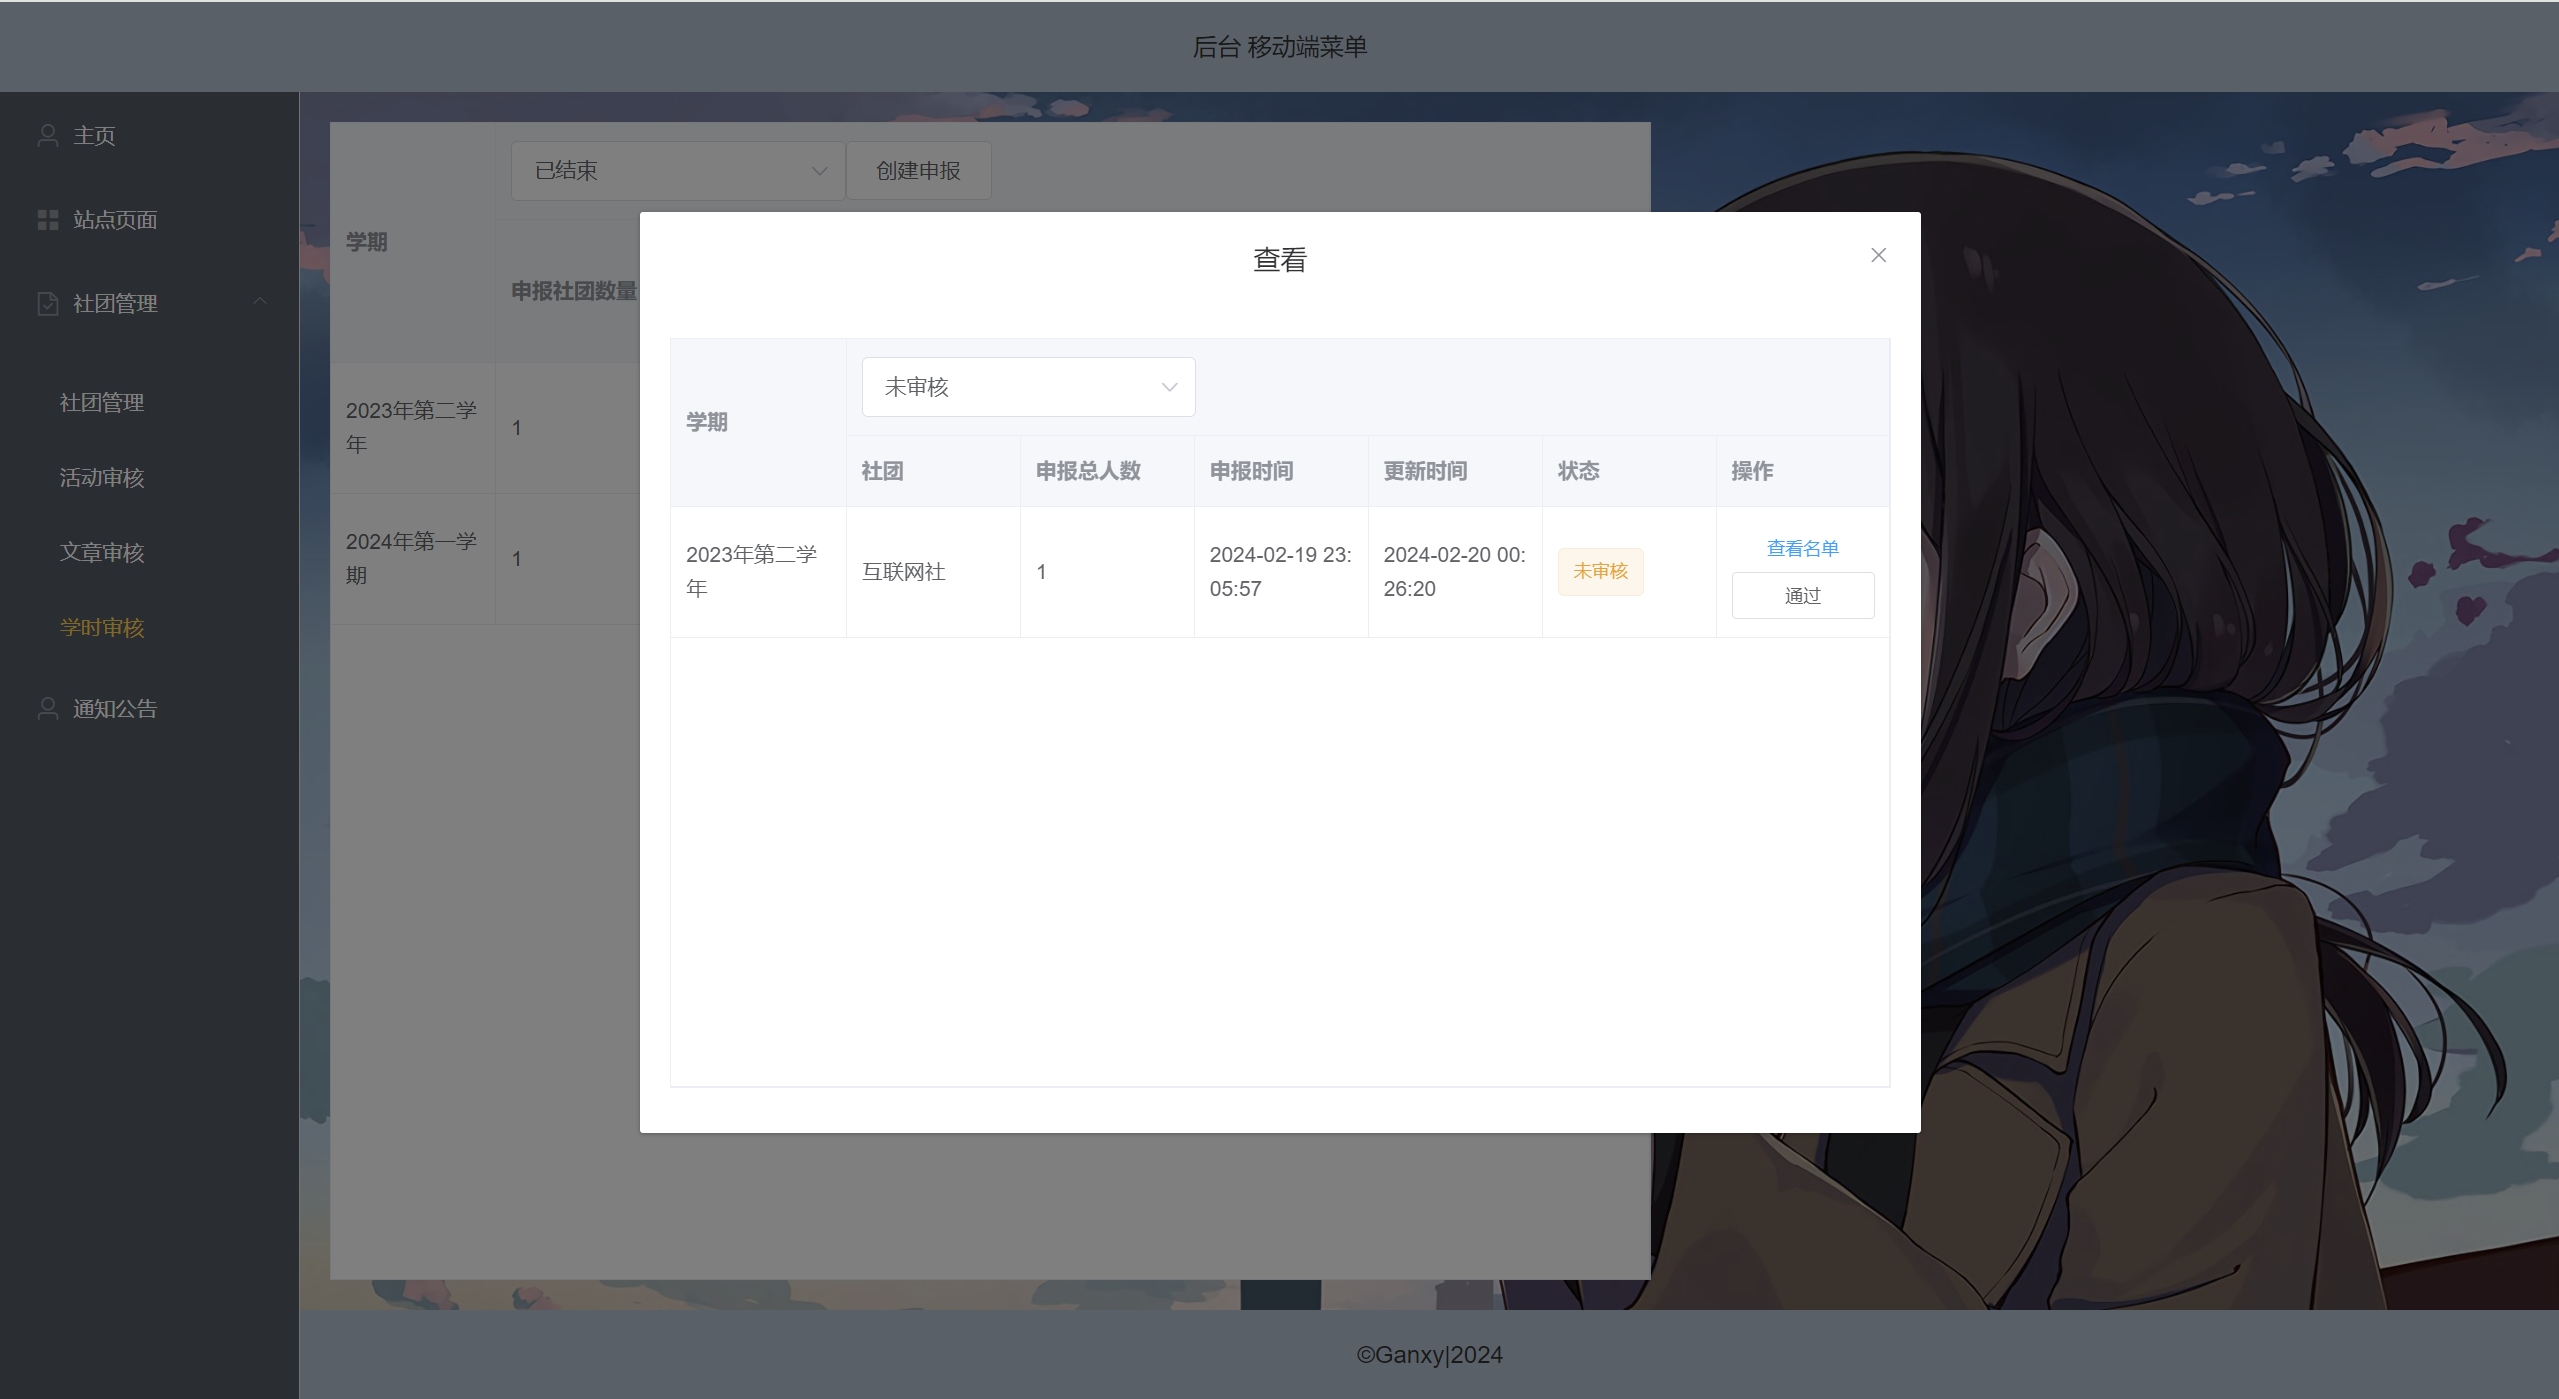 后台 移动端菜单
主页
站点页面
社团管理
社团管理
活动审核
文章审核
学时审核
通知公告
已结束
创建申报
学期
申报社团数量
2023年第二学
年
1
2024年第一学
期
1
查看
学期
未审核
社团
申报总人数
申报时间
更新时间
状态
操作
2023年第二学
年
互联网社
1
2024-02-19 23:
05:57
2024-02-20 00:
26:20
未审核
查看名单
通过
©Ganxy|2024